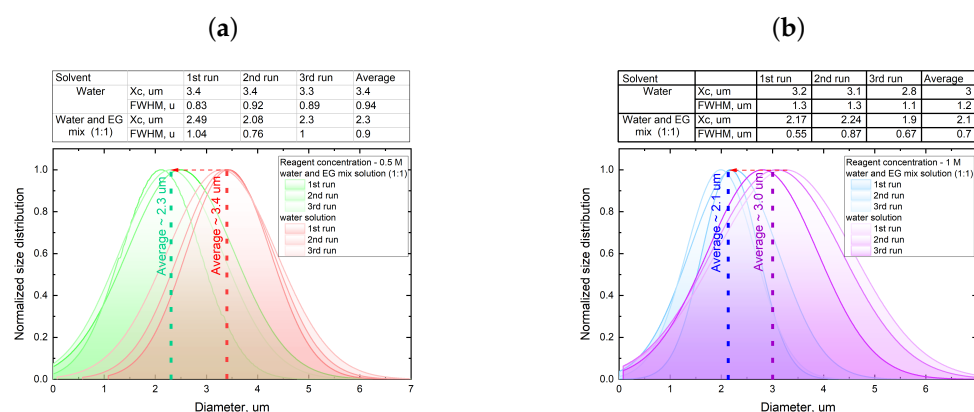 (a)
Solvent 1st run 2nd run 3rd run Average
Water Xc, um 3.4 3.4 3.3 3.4
FWHM, u 0.83 0.92 0.89 0.94
Water and EG Xc, um 2.49 2.08 2.3 2.3
mix (1:1) FWHM, um 1.04 0.76 1 0.9
Normalized size distribution
1.0
0.8
0.6
0.4
0.2
0.0
Average ~ 2.3 um
Average ~ 3.4 um
Reagent concentration - 0.5 M
water and EG mix solution (1:1)
1st run
2nd run
3rd run
water solution
1st run
2nd run
3rd run
0 1 2 3 4 5 6 7
Diameter, um
(b)
Solvent 1st run 2nd run 3rd run Average
Water Xc, um 3.2 3.1 2.8 3
FWHM, um 1.3 1.3 1.1 1.2
Water and EG Xc, um 2.17 2.24 1.9 2.1
mix (1:1) FWHM, um 0.55 0.87 0.67 0.7
Normalized size distribution
1.0
0.8
0.6
0.4
0.2
0.0
Average ~ 2.1 um
Average ~ 3.0 um
Reagent concentration - 1 M
water and EG mix solution (1:1)
1st run
2nd run
3rd run
water solution
1st run
2nd run
3rd run
0 1 2 3 4 5 6
Diameter, um